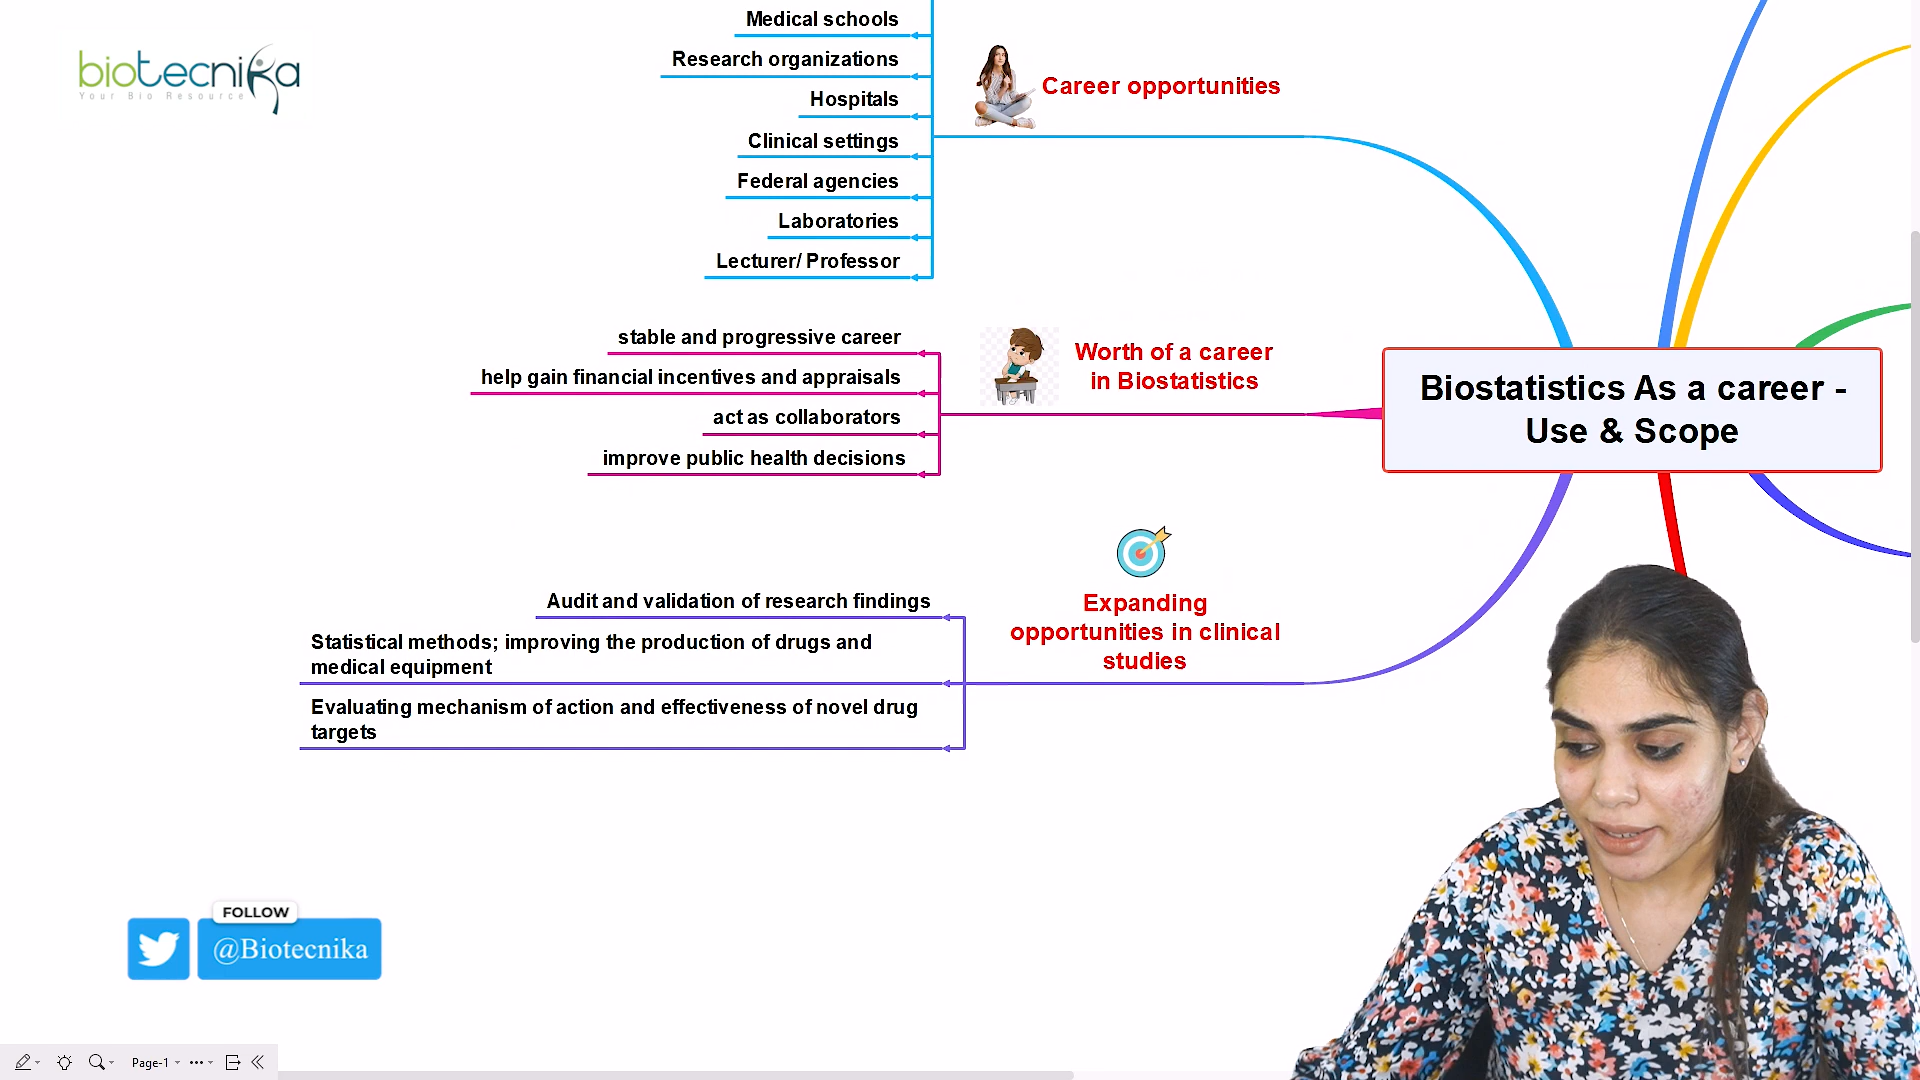 biotecnika
Your Bio Resource
Medical schools
Research organizations
Hospitals
Clinical settings
Federal agencies
Laboratories
Lecturer/ Professor
Career opportunities
stable and progressive career
help gain financial incentives and appraisals
act as collaborators
improve public health decisions
Worth of a career
in Biostatistics
Biostatistics As a career -
Use & Scope
Audit and validation of research findings
Statistical methods; improving the production of drugs and
medical equipment
Evaluating mechanism of action and effectiveness of novel drug
targets
Expanding
opportunities in clinical
studies
FOLLOW
@Biotecnika
Page-1